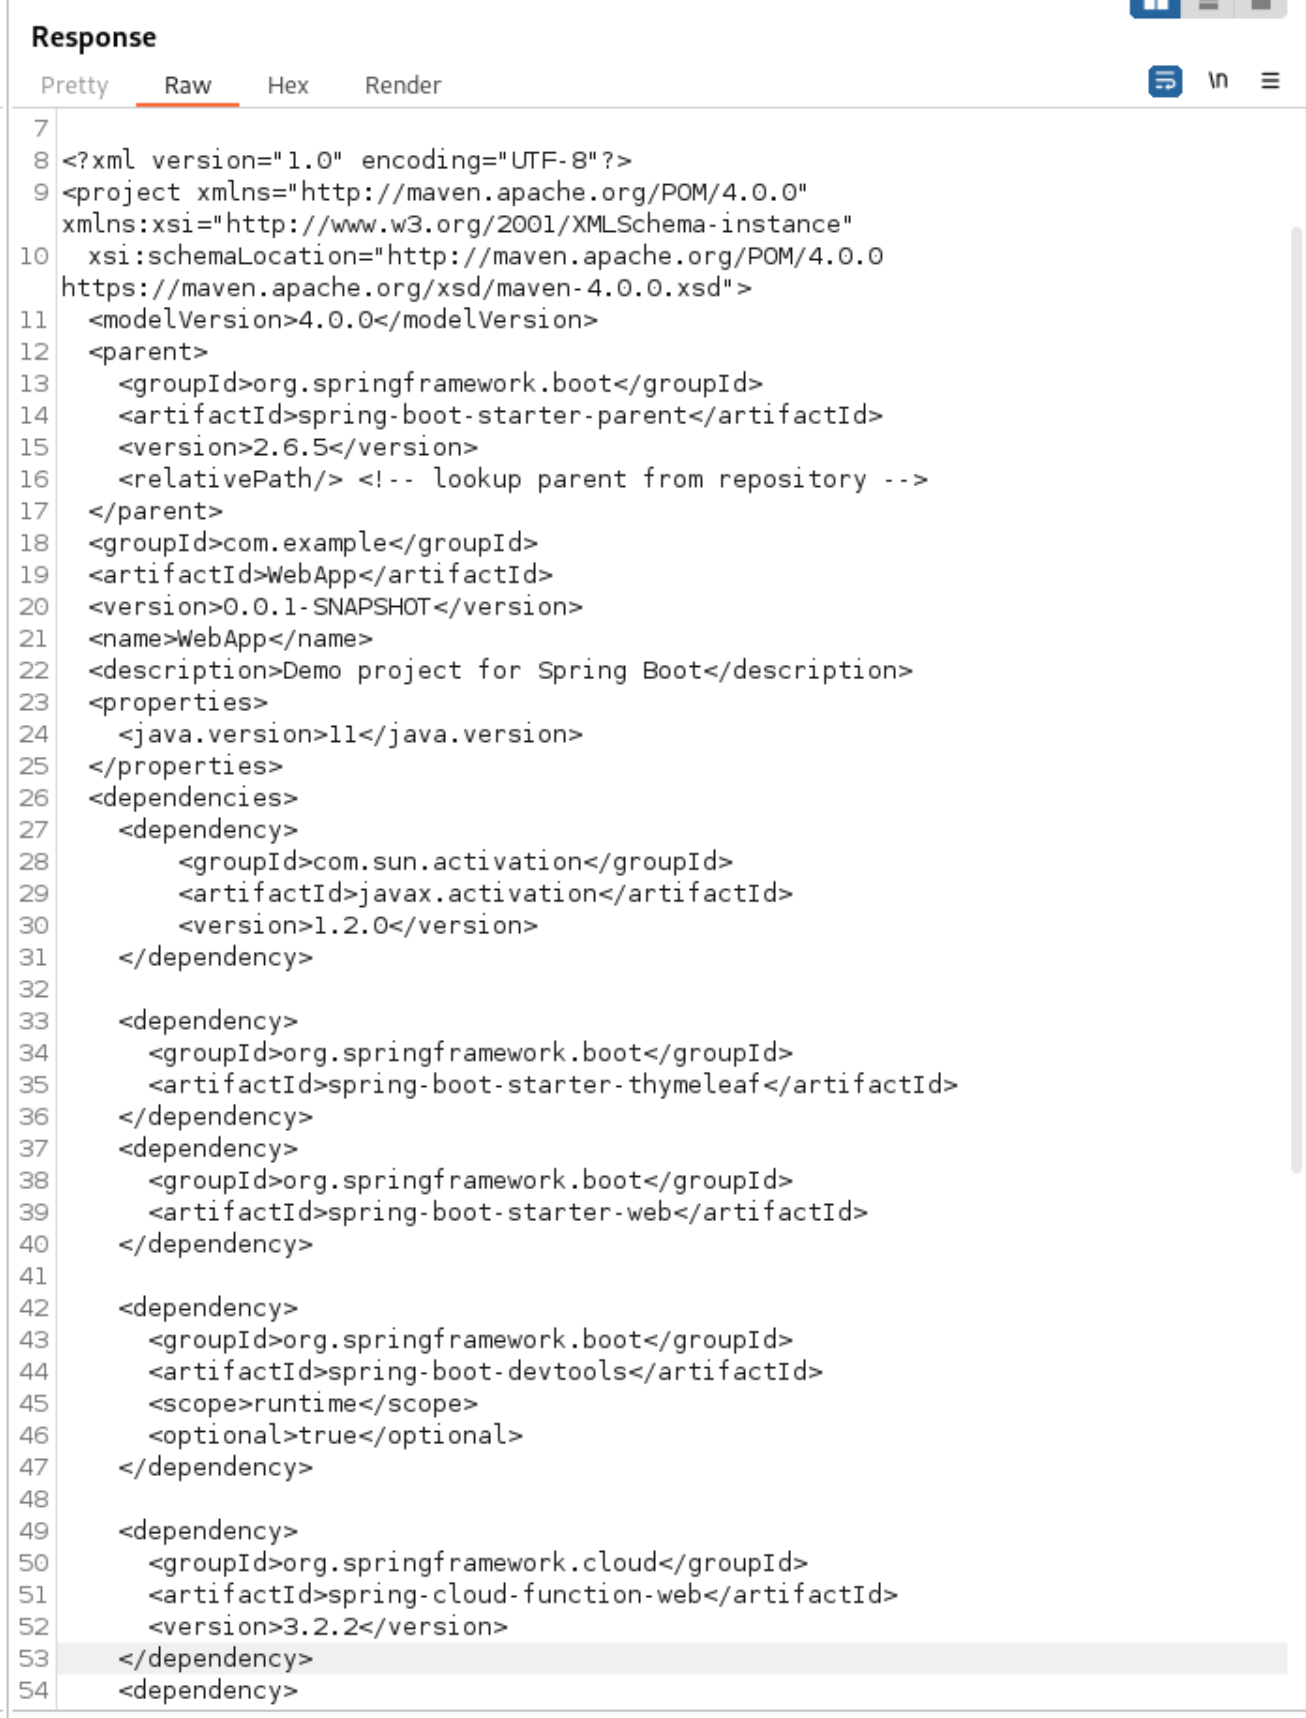 Response
Pretty Raw Hex Render \n
7
8 <?xml version="1.0" encoding="UTF-8"?>
9 <project xmlns="http://maven.apache.org/POM/4.0.0"
xmlns:xsi="http://www.w3.org/2001/XMLSchema-instance"
10 xsi:schemaLocation="http://maven.apache.org/POM/4.0.0
https://maven.apache.org/xsd/maven-4.0.0.xsd">
11 <modelVersion>4.0.0</modelVersion>
12 <parent>
13 <groupId>org.springframework.boot</groupId>
14 <artifactId>spring-boot-starter-parent</artifactId>
15 <version>2.6.5</version>
16 <relativePath/> <!-- lookup parent from repository -->
17 </parent>
18 <groupId>com.example</groupId>
19 <artifactId>WebApp</artifactId>
20 <version>0.0.1-SNAPSHOT</version>
21 <name>WebApp</name>
22 <description>Demo project for Spring Boot</description>
23 <properties>
24 <java.version>11</java.version>
25 </properties>
26 <dependencies>
27 <dependency>
28 <groupId>com.sun.activation</groupId>
29 <artifactId>javax.activation</artifactId>
30 <version>1.2.0</version>
31 </dependency>
32
33 <dependency>
34 <groupId>org.springframework.boot</groupId>
35 <artifactId>spring-boot-starter-thymeleaf</artifactId>
36 </dependency>
37 <dependency>
38 <groupId>org.springframework.boot</groupId>
39 <artifactId>spring-boot-starter-web</artifactId>
40 </dependency>
41
42 <dependency>
43 <groupId>org.springframework.boot</groupId>
44 <artifactId>spring-boot-devtools</artifactId>
45 <scope>runtime</scope>
46 <optional>true</optional>
47 </dependency>
48
49 <dependency>
50 <groupId>org.springframework.cloud</groupId>
51 <artifactId>spring-cloud-function-web</artifactId>
52 <version>3.2.2</version>
53 </dependency>
54 <dependency>